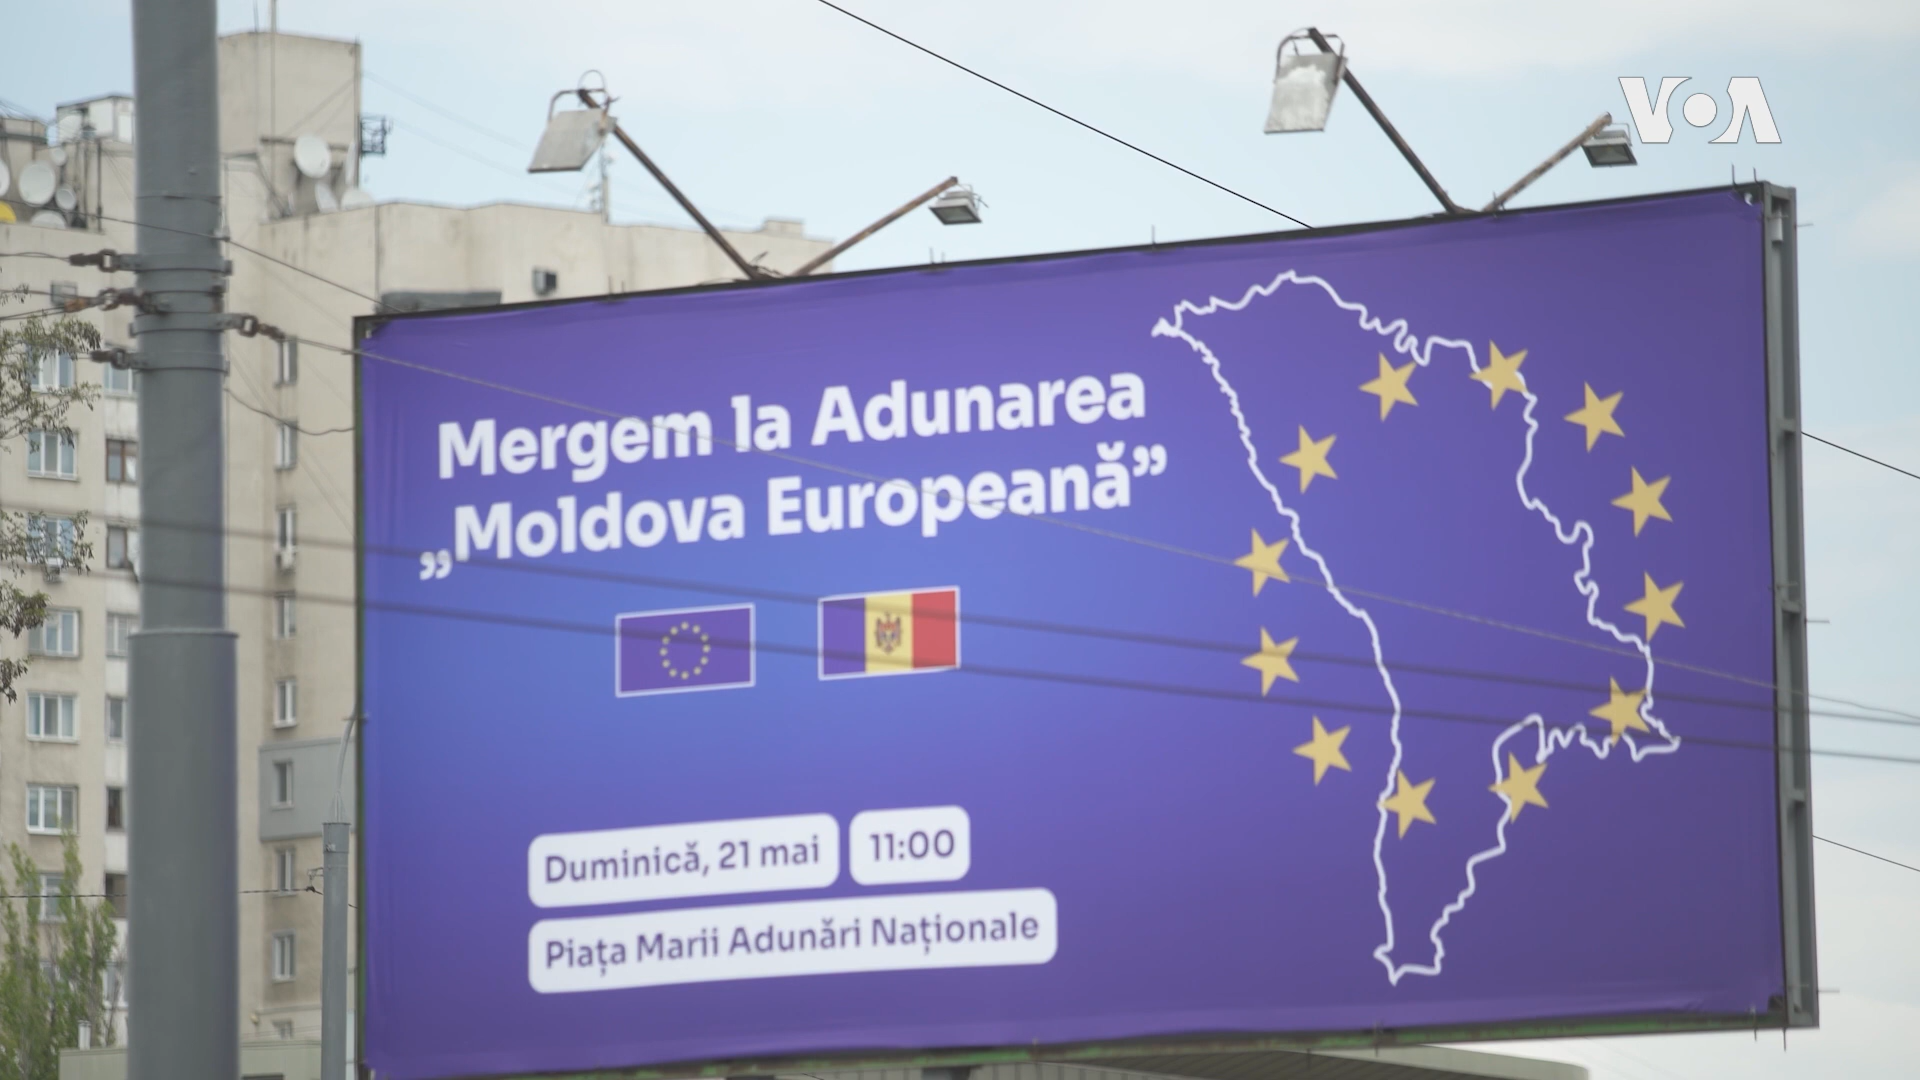 VOA
Mergem la Adunarea
„Moldova Europeană”
Duminică, 21 mai
11:00
Piața Marii Adunări Naționale